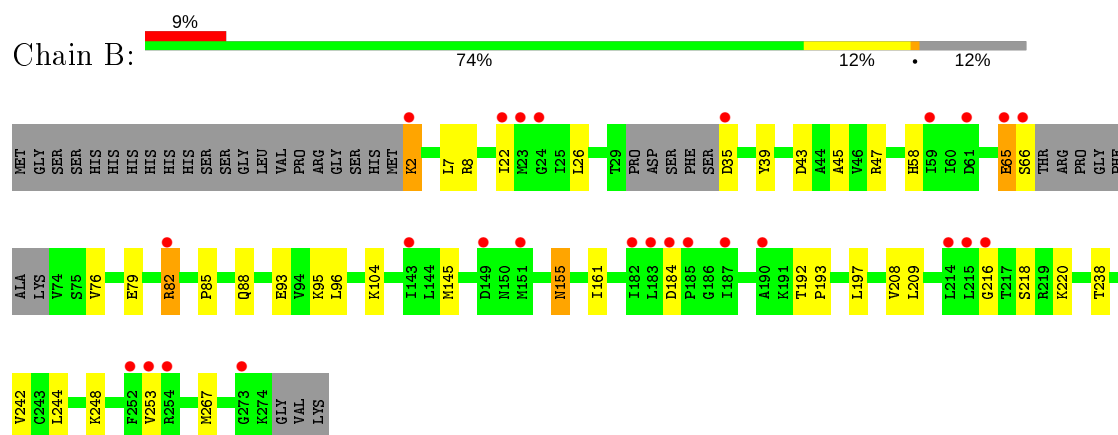 9%
Chain B:
74% 12% • 12%
MET GLY SER SER HIS HIS HIS HIS HIS HIS SER SER GLY LEU VAL PRO ARG GLY SER HIS MET K2 L7 R8 I22 M23 G24 I25 L26 T29 PRO ASP SER PHE SER D35 Y39 D43 A44 A45 V46 R47 H58 I59 I60 D61 E65 S66 THR ARG PRO GLY PHE
ALA LYS V74 S75 V76 E79 R82 P85 Q88 E93 V94 K95 L96 K104 I143 L144 M145 D149 N150 M151 N155 I161 I182 L183 D184 P185 G186 I187 A190 K191 T192 P193 L197 V208 L209 L214 L215 G216 T217 S218 R219 K220 T238
V242 C243 L244 K248 F252 V253 R254 M267 G273 K274 GLY VAL LYS